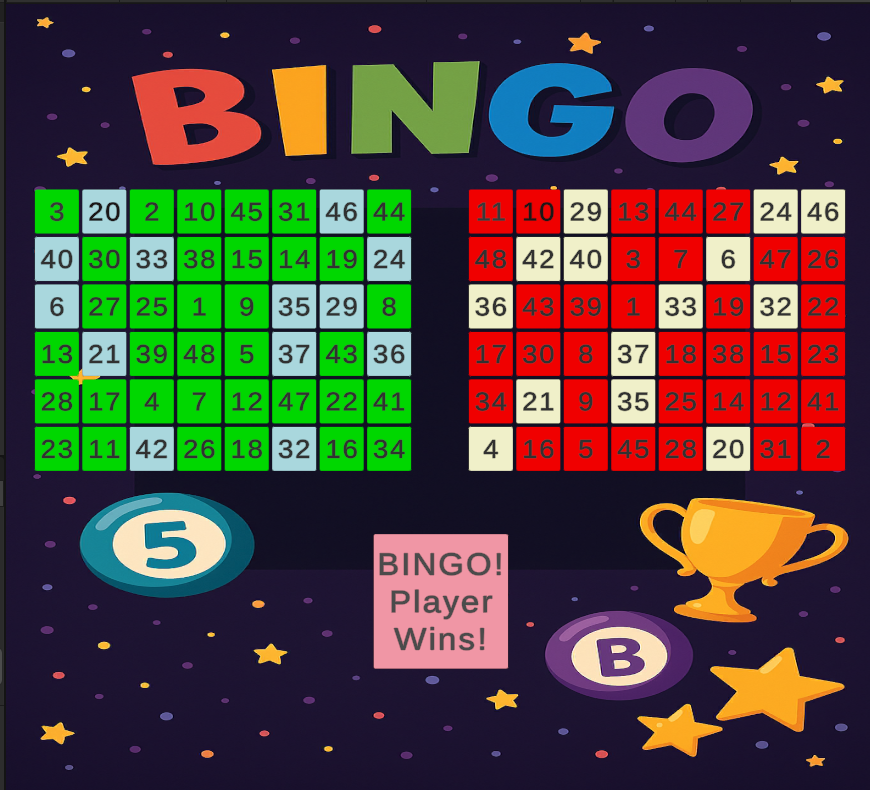 BINGO
3 20 2 10 45 31 46 44
40 30 33 38 15 14 19 24
6 27 25 1 9 35 29 8
13 21 39 48 5 37 43 36
28 17 4 7 12 47 22 41
23 11 42 26 18 32 16 34
11 10 29 13 44 27 24 46
48 42 40 3 7 6 47 26
36 43 39 1 33 19 32 22
17 30 8 37 18 38 15 23
34 21 9 35 25 14 12 41
4 16 5 45 28 20 31 2
5
BINGO!
Player
Wins!
B